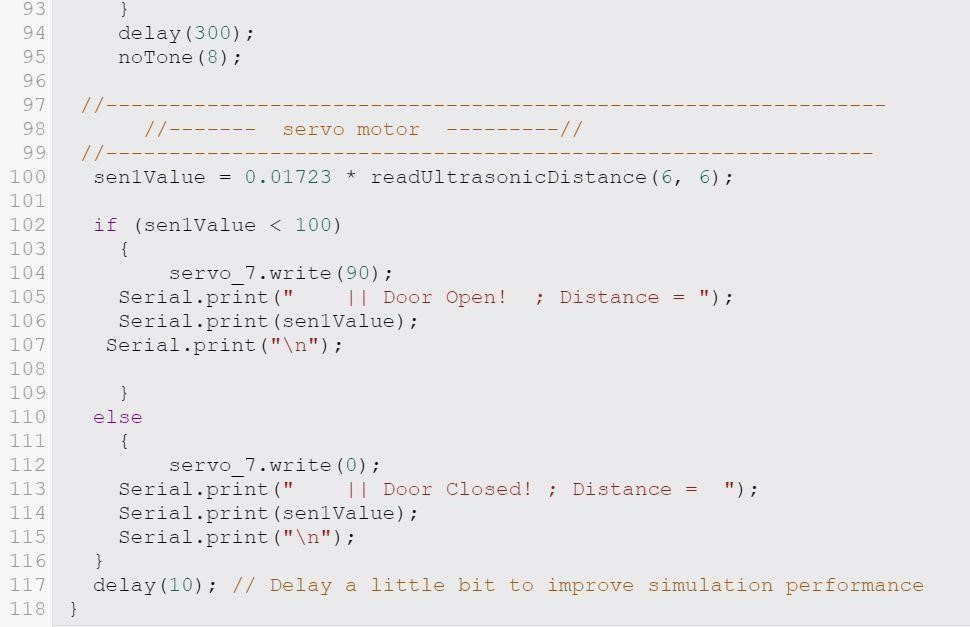 93 }
94 delay(300);
95 noTone(8);
96
97 //--------------------------------------------------------------
98 //------- servo motor ---------//
99 //-------------------------------------------------------------
100 sen1Value = 0.01723 * readUltrasonicDistance(6, 6);
101
102 if (sen1Value < 100)
103 {
104 servo_7.write(90);
105 Serial.print("    || Door Open!  ; Distance = ");
106 Serial.print(sen1Value);
107 Serial.print("\n");
108
109 }
110 else
111 {
112 servo_7.write(0);
113 Serial.print("    || Door Closed! ; Distance =  ");
114 Serial.print(sen1Value);
115 Serial.print("\n");
116 }
117 delay(10); // Delay a little bit to improve simulation performance
118 }